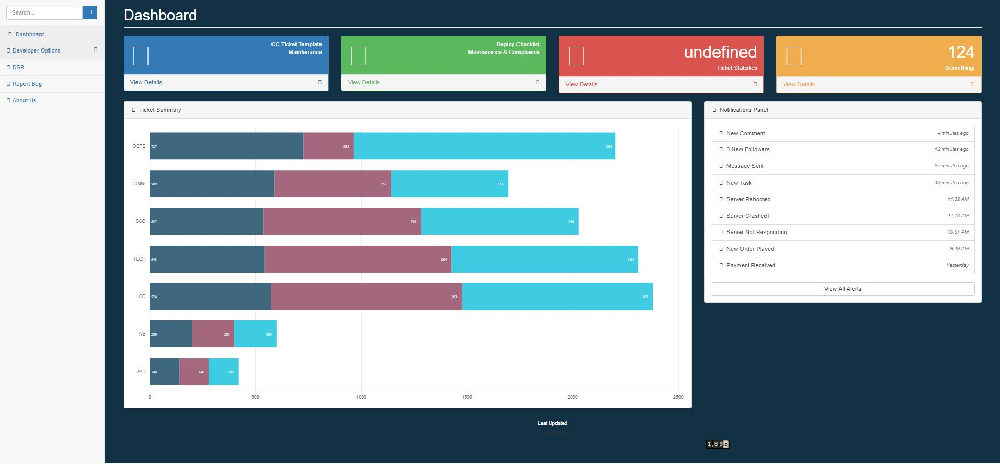 Search...
Dashboard
Developer Options
DSR
Report Bug
About Us
Dashboard
CC Ticket Template
Maintenance
View Details
Deploy Checklist
Maintenance & Compliance
View Details
undefined
Ticket Statistics
View Details
124
Something!
View Details
Ticket Summary
OCPS 727 238 1238
OMNI 589 553 553
SCO 537 746 746
TECH 543 884 884
CC 574 903 903
NE 200 200 200
A4T 140 140 140
0 500 1000 1500 2000 2500
Notifications Panel
New Comment 4 minutes ago
3 New Followers 12 minutes ago
Message Sent 27 minutes ago
New Task 43 minutes ago
Server Rebooted 11:32 AM
Server Crashed! 11:13 AM
Server Not Responding 10:57 AM
New Order Placed 9:49 AM
Payment Received Yesterday
View All Alerts
Last Updated
Last Updated
1,895